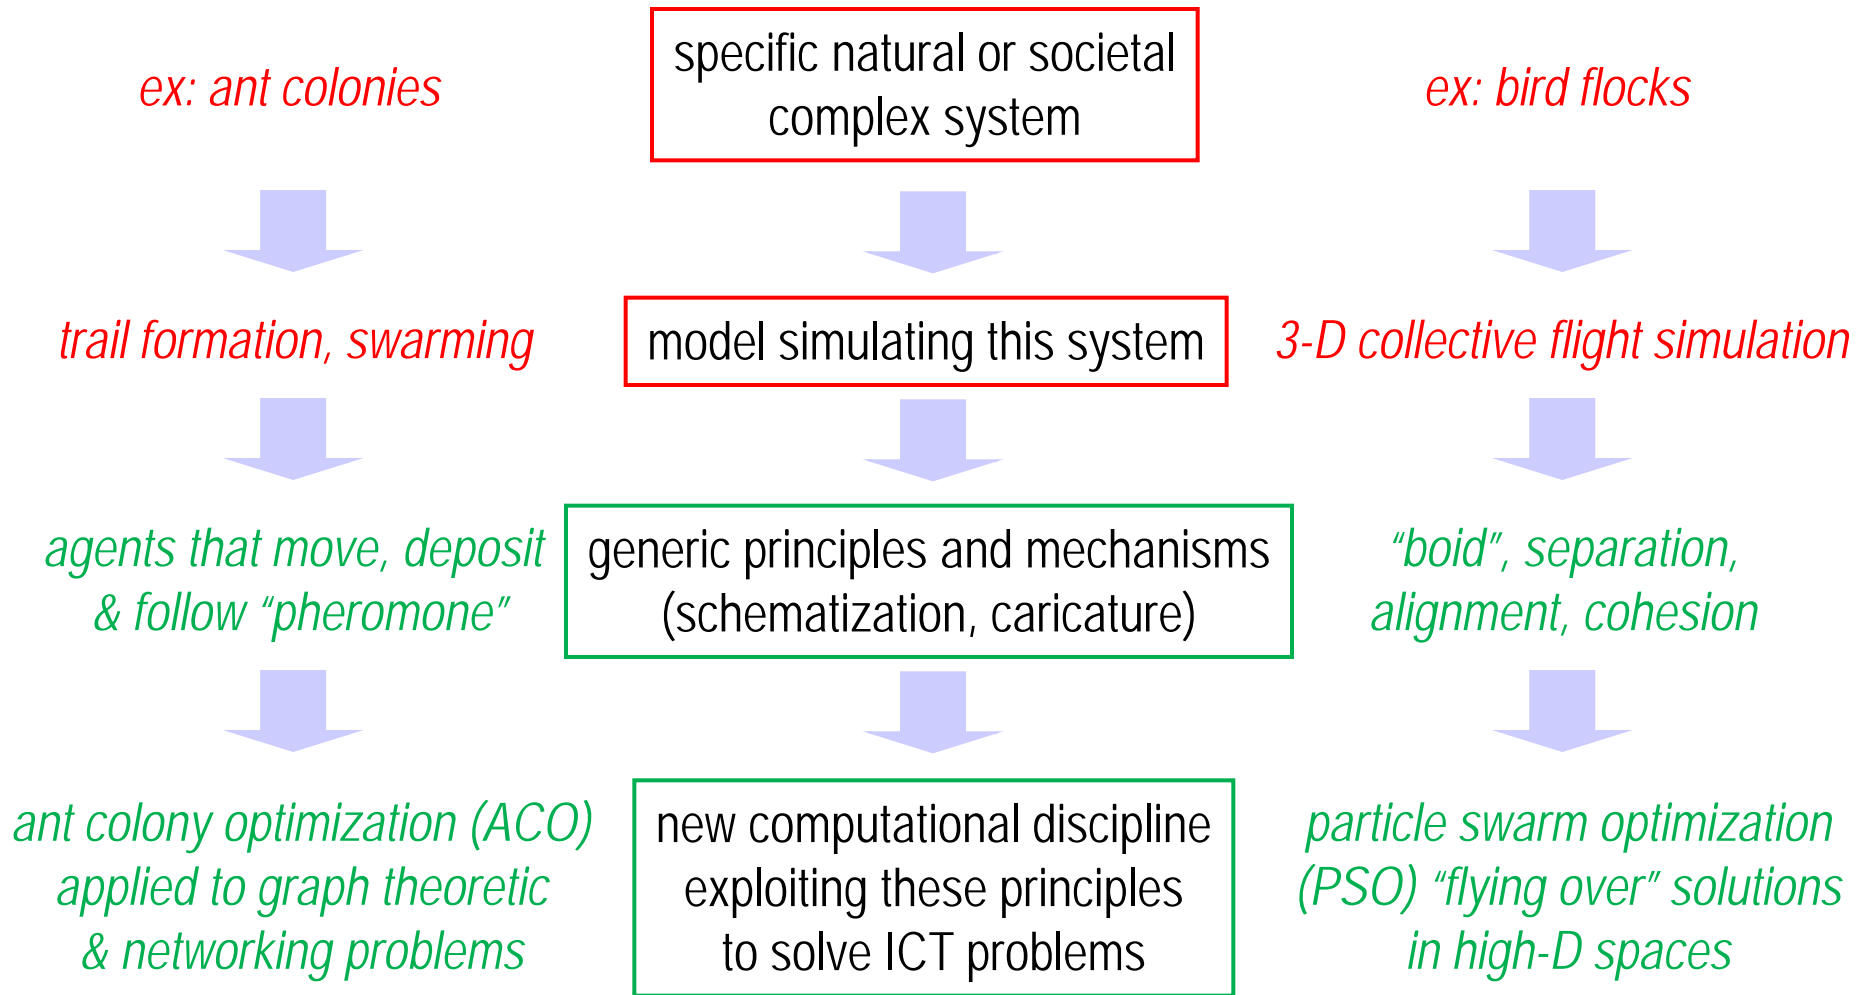 specific natural or societal
complex system
ex: ant colonies
ex: bird flocks
trail formation, swarming
model simulating this system
3-D collective flight simulation
agents that move, deposit
& follow “pheromone”
generic principles and mechanisms
(schematization, caricature)
“boid”, separation,
alignment, cohesion
ant colony optimization (ACO)
applied to graph theoretic
& networking problems
new computational discipline
exploiting these principles
to solve ICT problems
particle swarm optimization
(PSO) “flying over” solutions
in high-D spaces